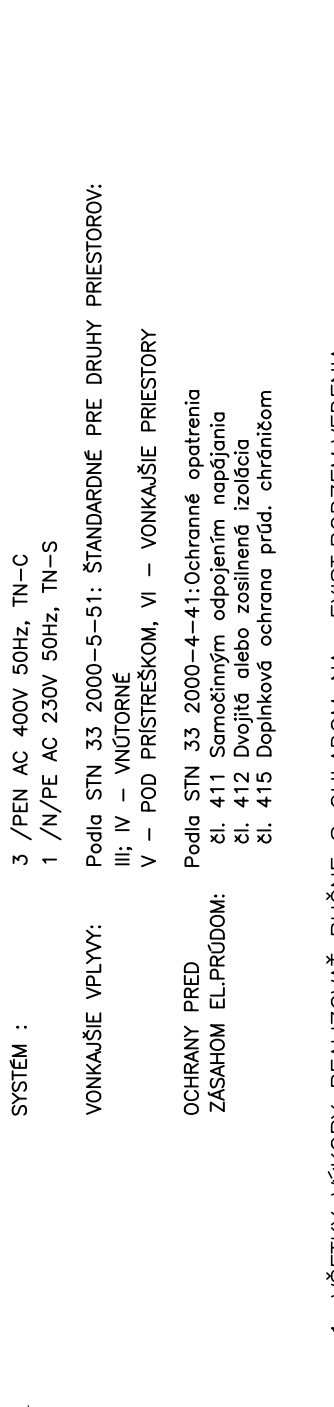 SYSTÉM : 3 /PEN AC 400V 50Hz, TN-C
1 /N/PE AC 230V 50Hz, TN-S
VONKAJŠIE VPLYVY: Podla STN 33 2000-5-51: ŠTANDARDNÉ PRE DRUHY PRIESTOROV:
III; IV - VNÚTORNÉ
V - POD PRÍSTREŠKOM, VI - VONKAJŠIE PRIESTORY
OCHRANY PRED Podla STN 33 2000-4-41:Ochranné opatrenia
ZÁSAHOM EL.PRÚDOM: čl. 411 Samočinným odpojením napájania
čl. 412 Dvojitá alebo zosilnená izolácia
čl. 415 Doplnková ochrana prúd. chráničom